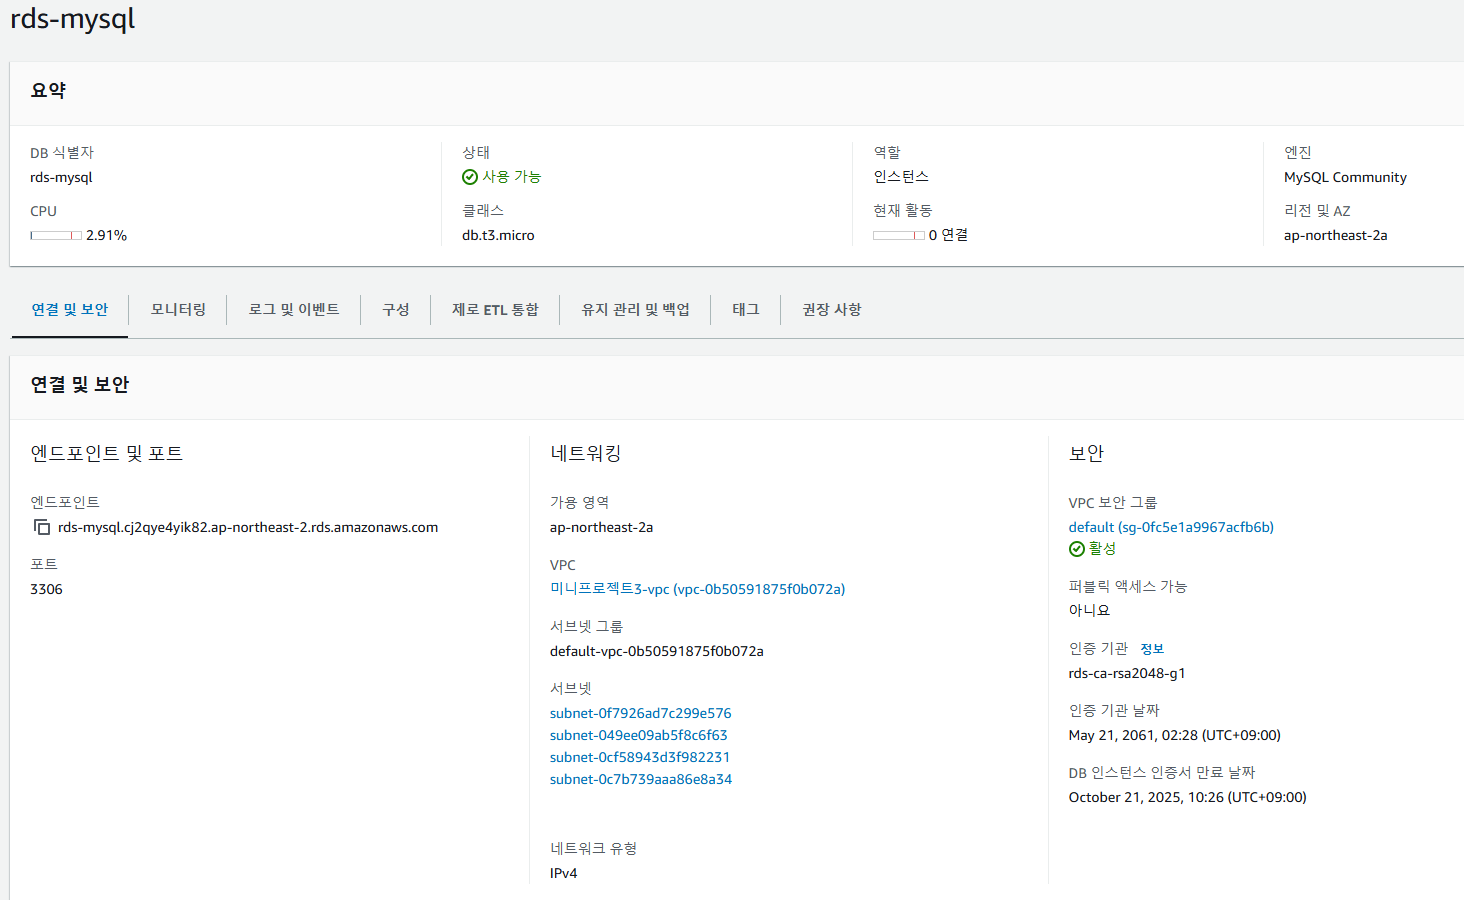 rds-mysql
요약
DB 식별자
rds-mysql
CPU
2.91%
상태
사용 가능
클래스
db.t3.micro
역할
인스턴스
현재 활동
0 연결
엔진
MySQL Community
리전 및 AZ
ap-northeast-2a
연결 및 보안
모니터링
로그 및 이벤트
구성
제로 ETL 통합
유지 관리 및 백업
태그
권장 사항
연결 및 보안
엔드포인트 및 포트
엔드포인트
rds-mysql.cj2qye4yik82.ap-northeast-2.rds.amazonaws.com
포트
3306
네트워킹
가용 영역
ap-northeast-2a
VPC
미니프로젝트3-vpc (vpc-0b50591875f0b072a)
서브넷 그룹
default-vpc-0b50591875f0b072a
서브넷
subnet-0f7926ad7c299e576
subnet-049ee09ab5f8c6f63
subnet-0cf58943d3f982231
subnet-0c7b739aaa86e8a34
네트워크 유형
IPv4
보안
VPC 보안 그룹
default (sg-0fc5e1a9967acfb6b)
활성
퍼블릭 액세스 가능
아니요
인증 기관 정보
rds-ca-rsa2048-g1
인증 기관 날짜
May 21, 2061, 02:28 (UTC+09:00)
DB 인스턴스 인증서 만료 날짜
October 21, 2025, 10:26 (UTC+09:00)